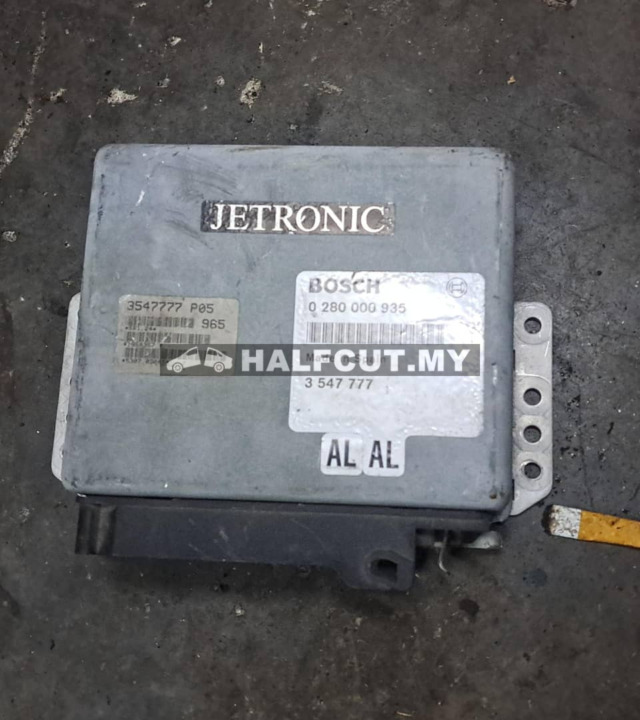 JETRONIC
BOSCH
0 280 000 935
3547777 P05
965
HALFCUT.MY
3 547 777
AL AL